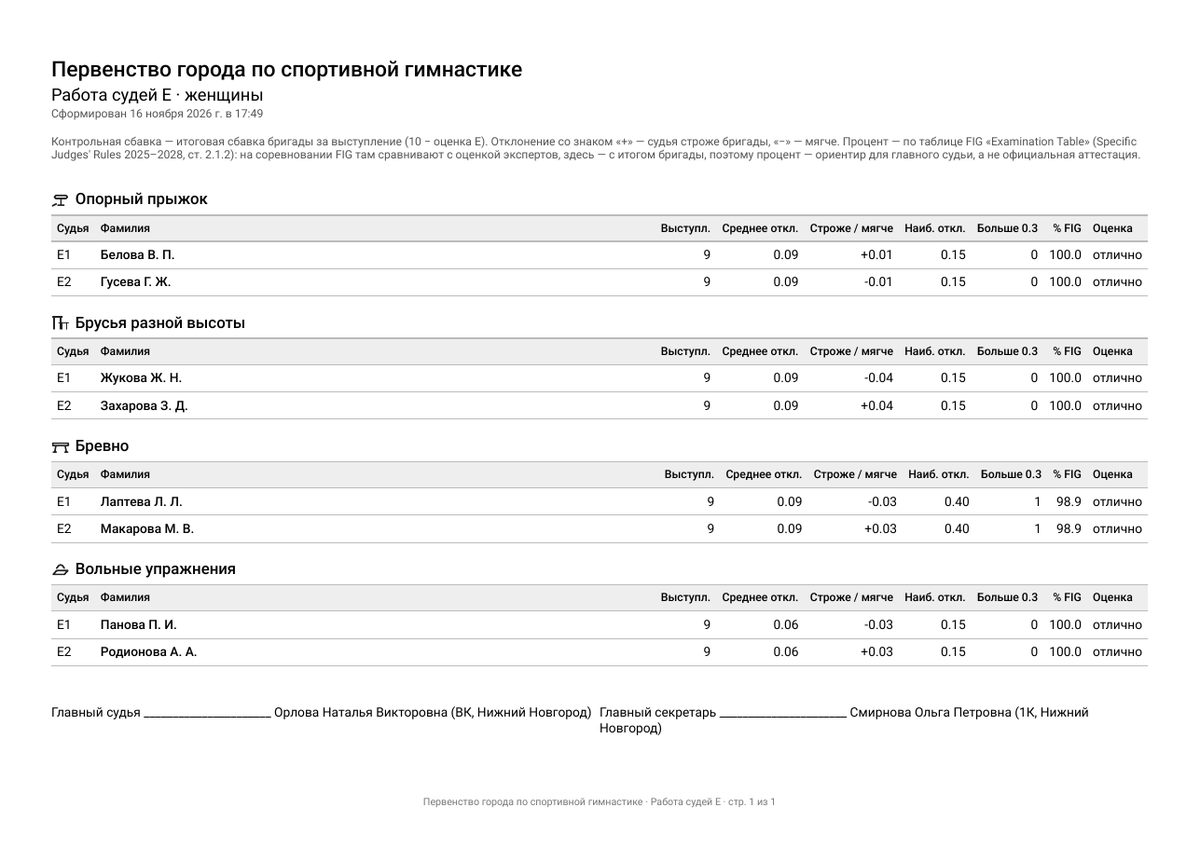 Первенство города по спортивной гимнастике
Работа судей E · женщины
Сформирован 16 ноября 2026 г. в 17:49
Контрольная сбавка — итоговая сбавка бригады за выступление (10 − оценка E). Отклонение со знаком «+» — судья строже бригады, «−» — мягче. Процент — по таблице FIG «Examination Table» (Specific
Judges' Rules 2025–2028, ст. 2.1.2): на соревновании FIG там сравнивают с оценкой экспертов, здесь — с итогом бригады, поэтому процент — ориентир для главного судьи, а не официальная аттестация.
Опорный прыжок
Судья Фамилия Выступл. Среднее откл. Строже / мягче Наиб. откл. Больше 0.3 % FIG Оценка
E1 Белова В. П. 9 0.09 +0.01 0.15 0 100.0 отлично
E2 Гусева Г. Ж. 9 0.09 -0.01 0.15 0 100.0 отлично
Брусья разной высоты
Судья Фамилия Выступл. Среднее откл. Строже / мягче Наиб. откл. Больше 0.3 % FIG Оценка
E1 Жукова Ж. Н. 9 0.09 -0.04 0.15 0 100.0 отлично
E2 Захарова З. Д. 9 0.09 +0.04 0.15 0 100.0 отлично
Бревно
Судья Фамилия Выступл. Среднее откл. Строже / мягче Наиб. откл. Больше 0.3 % FIG Оценка
E1 Лаптева Л. Л. 9 0.09 -0.03 0.40 1 98.9 отлично
E2 Макарова М. В. 9 0.09 +0.03 0.40 1 98.9 отлично
Вольные упражнения
Судья Фамилия Выступл. Среднее откл. Строже / мягче Наиб. откл. Больше 0.3 % FIG Оценка
E1 Панова П. И. 9 0.06 -0.03 0.15 0 100.0 отлично
E2 Родионова А. А. 9 0.06 +0.03 0.15 0 100.0 отлично
Главный судья ____________________ Орлова Наталья Викторовна (ВК, Нижний Новгород)
Главный секретарь ____________________ Смирнова Ольга Петровна (1К, Нижний
Новгород)
Первенство города по спортивной гимнастике · Работа судей E · стр. 1 из 1